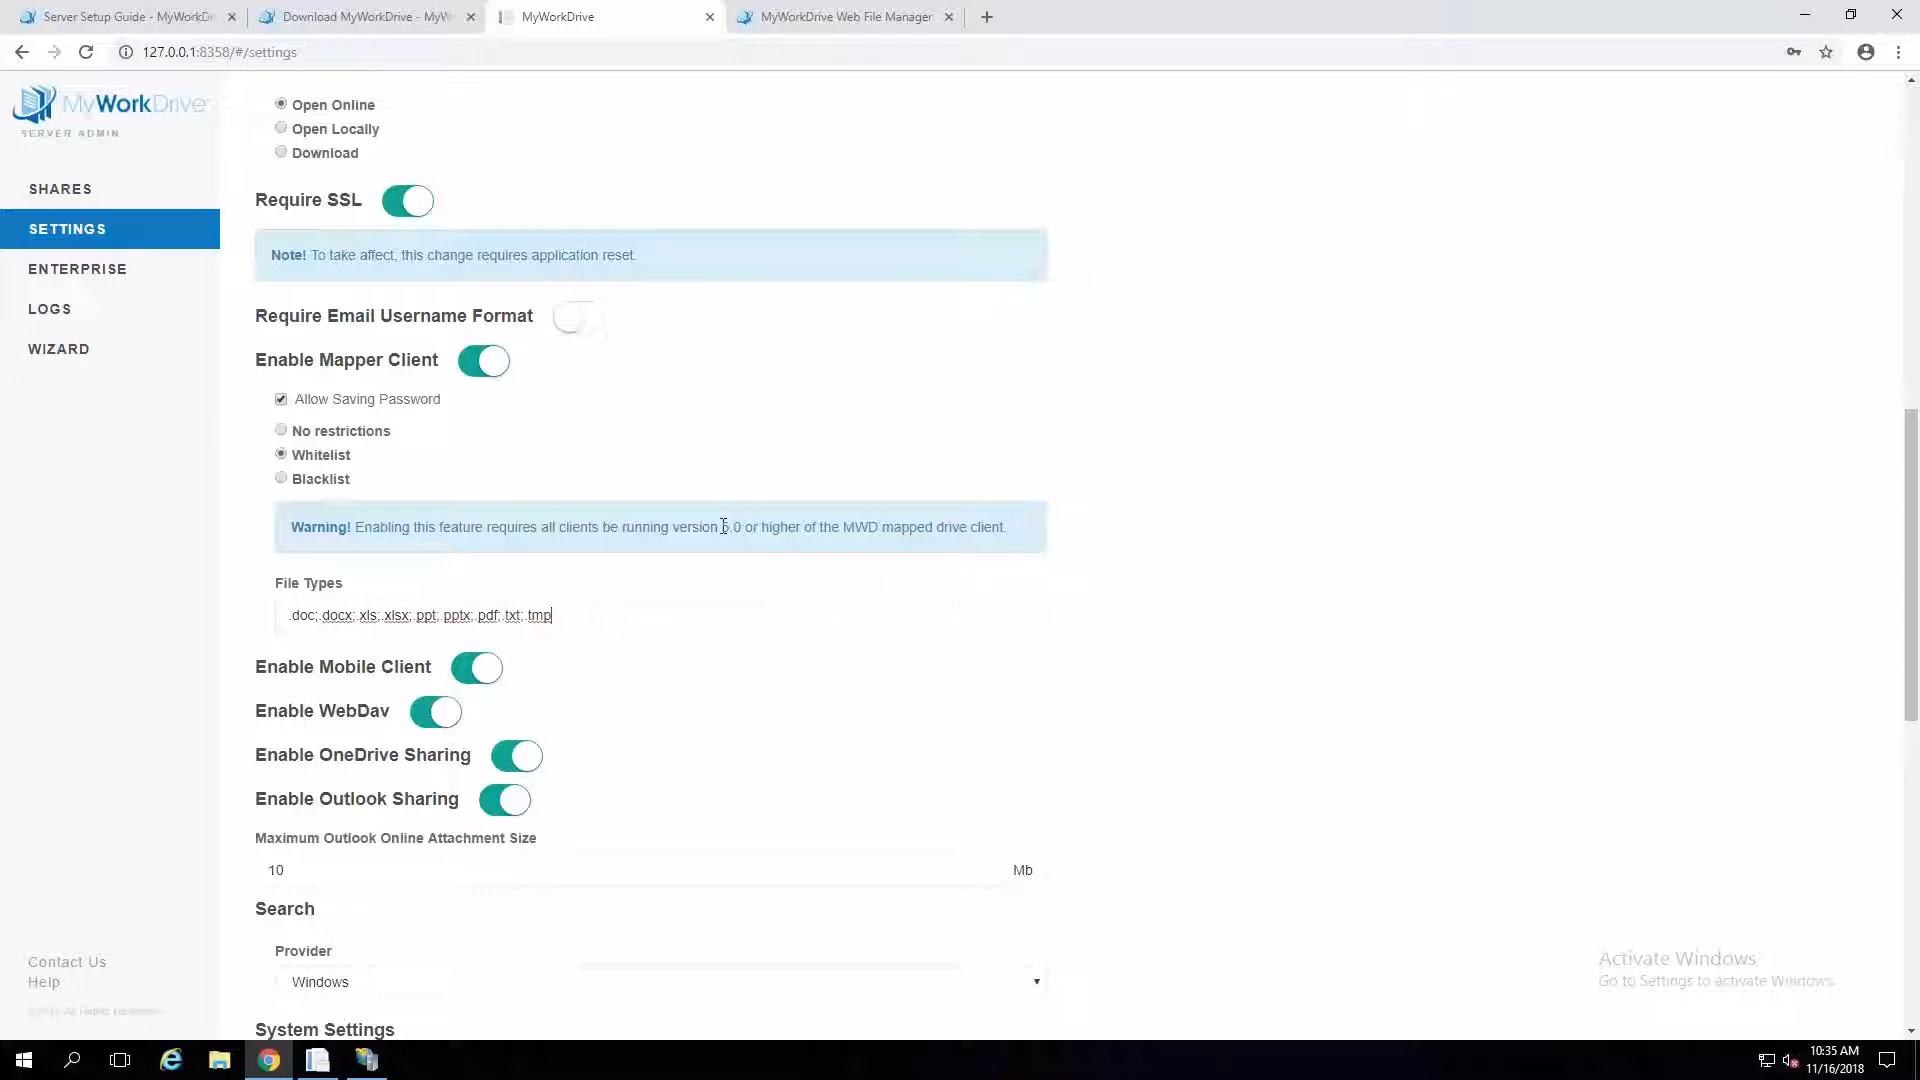 Server Setup Guide - MyWorkDr
Download MyWorkDrive - MyW
MyWorkDrive
MyWorkDrive Web File Manager
127.0.0.1:8358/#/settings
MyWorkDrive
SERVER ADMIN
SHARES
SETTINGS
ENTERPRISE
LOGS
WIZARD
Contact Us
Help
Open Online
Open Locally
Download
Require SSL
Note! To take affect, this change requires application reset.
Require Email Username Format
Enable Mapper Client
Allow Saving Password
No restrictions
Whitelist
Blacklist
Warning! Enabling this feature requires all clients be running version 5.0 or higher of the MWD mapped drive client.
File Types
.doc;.docx;.xls;.xlsx;.ppt;.pptx;.pdf;.txt;.tmp
Enable Mobile Client
Enable WebDav
Enable OneDrive Sharing
Enable Outlook Sharing
Maximum Outlook Online Attachment Size
10 Mb
Search
Provider
Windows
System Settings
Activate Windows
Go to Settings to activate Windows.
10:35 AM
11/16/2018